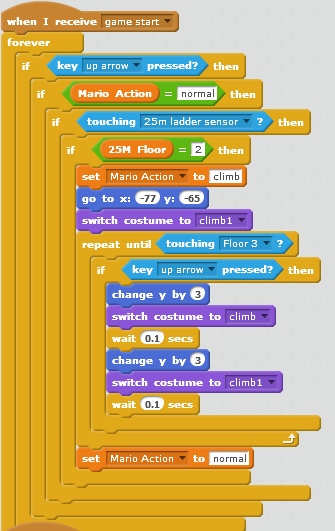 when I receive game start
forever
if key up arrow pressed? then
if Mario Action = normal then
if touching 25m ladder sensor ? then
if 25M Floor = 2 then
set Mario Action to climb
go to x: -77 y: -65
switch costume to climb1
repeat until touching Floor 3 ?
if key up arrow pressed? then
change y by 3
switch costume to climb
wait 0.1 secs
change y by 3
switch costume to climb1
wait 0.1 secs
set Mario Action to normal